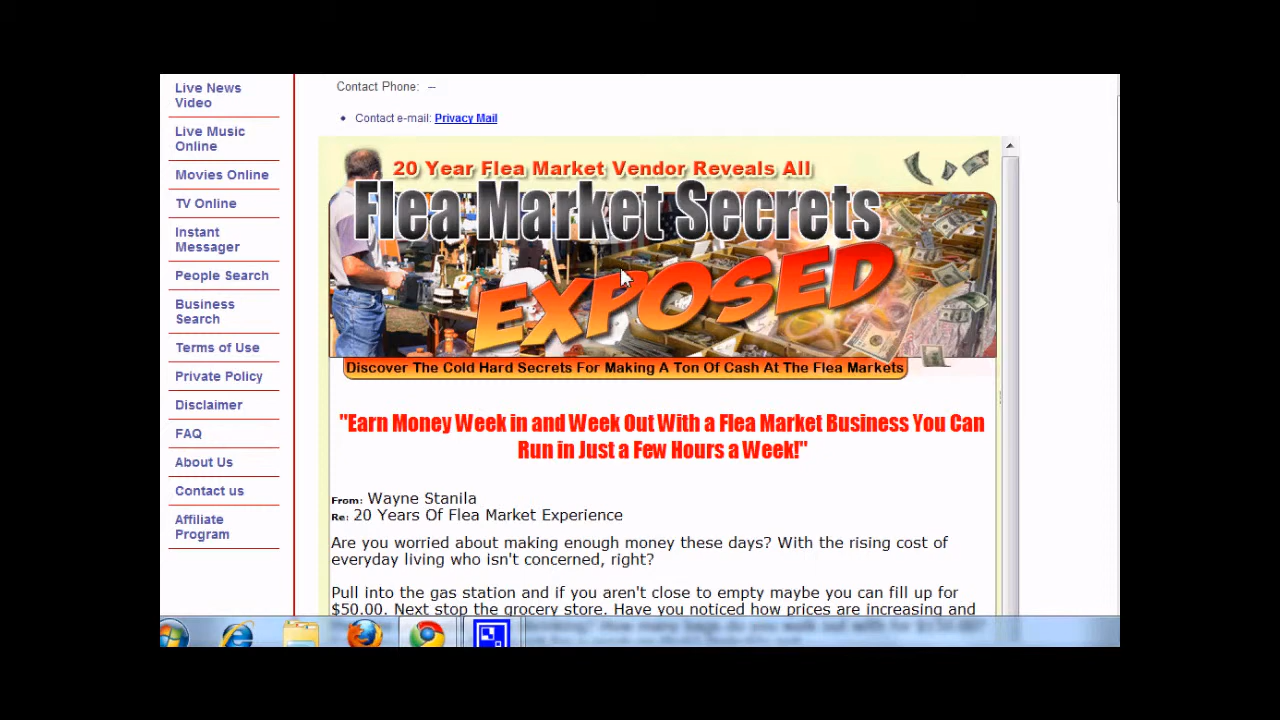 Live News
Video
Live Music
Online
Movies Online
TV Online
Instant
Messager
People Search
Business
Search
Terms of Use
Private Policy
Disclaimer
FAQ
About Us
Contact us
Affiliate
Program
Contact Phone: --
• Contact e-mail: Privacy Mail
20 Year Flea Market Vendor Reveals All
Flea Market Secrets
EXPOSED
Discover The Cold Hard Secrets For Making A Ton Of Cash At The Flea Markets
"Earn Money Week in and Week Out With a Flea Market Business You Can
Run in Just a Few Hours a Week!"
From: Wayne Stanila
Re: 20 Years Of Flea Market Experience
Are you worried about making enough money these days? With the rising cost of
everyday living who isn't concerned, right?
Pull into the gas station and if you aren't close to empty maybe you can fill up for
$50.00. Next stop the grocery store. Have you noticed how prices are increasing and